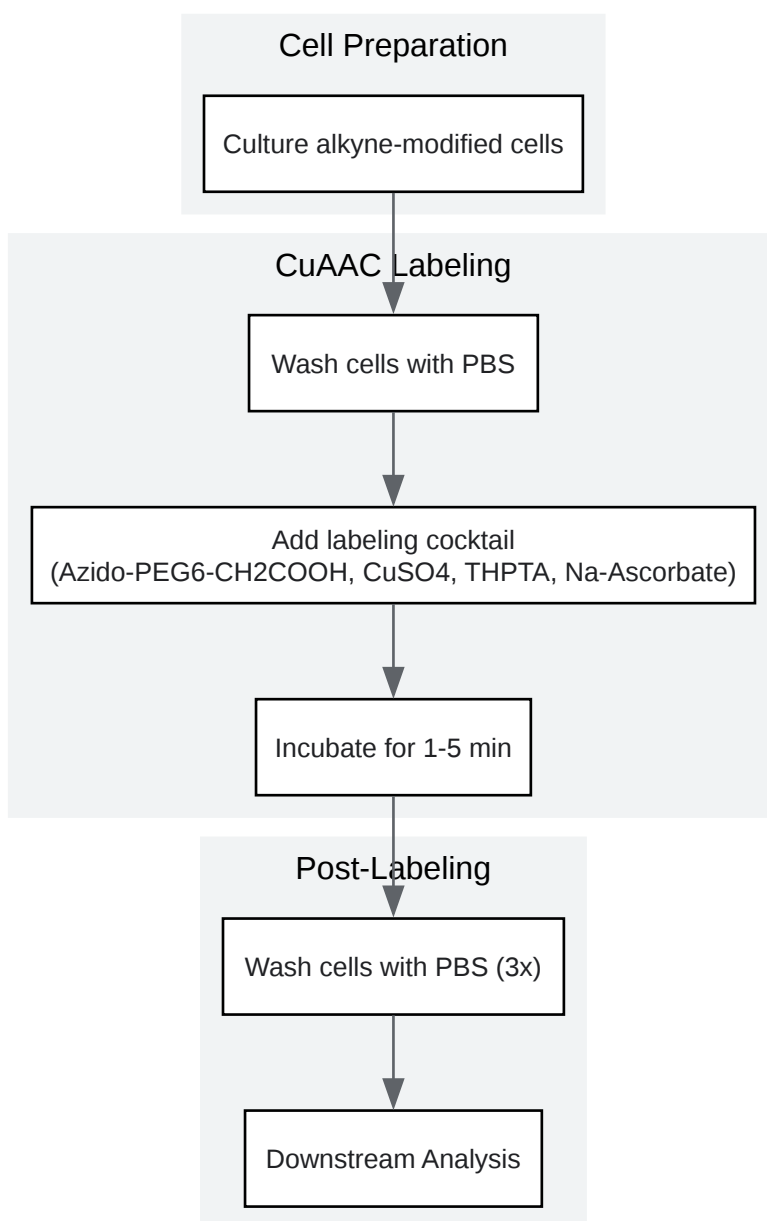 Cell Preparation
Culture alkyne-modified cells
CuAAC Labeling
Wash cells with PBS
Add labeling cocktail
(Azido-PEG6-CH2COOH, CuSO4, THPTA, Na-Ascorbate)
Incubate for 1-5 min
Post-Labeling
Wash cells with PBS (3x)
Downstream Analysis